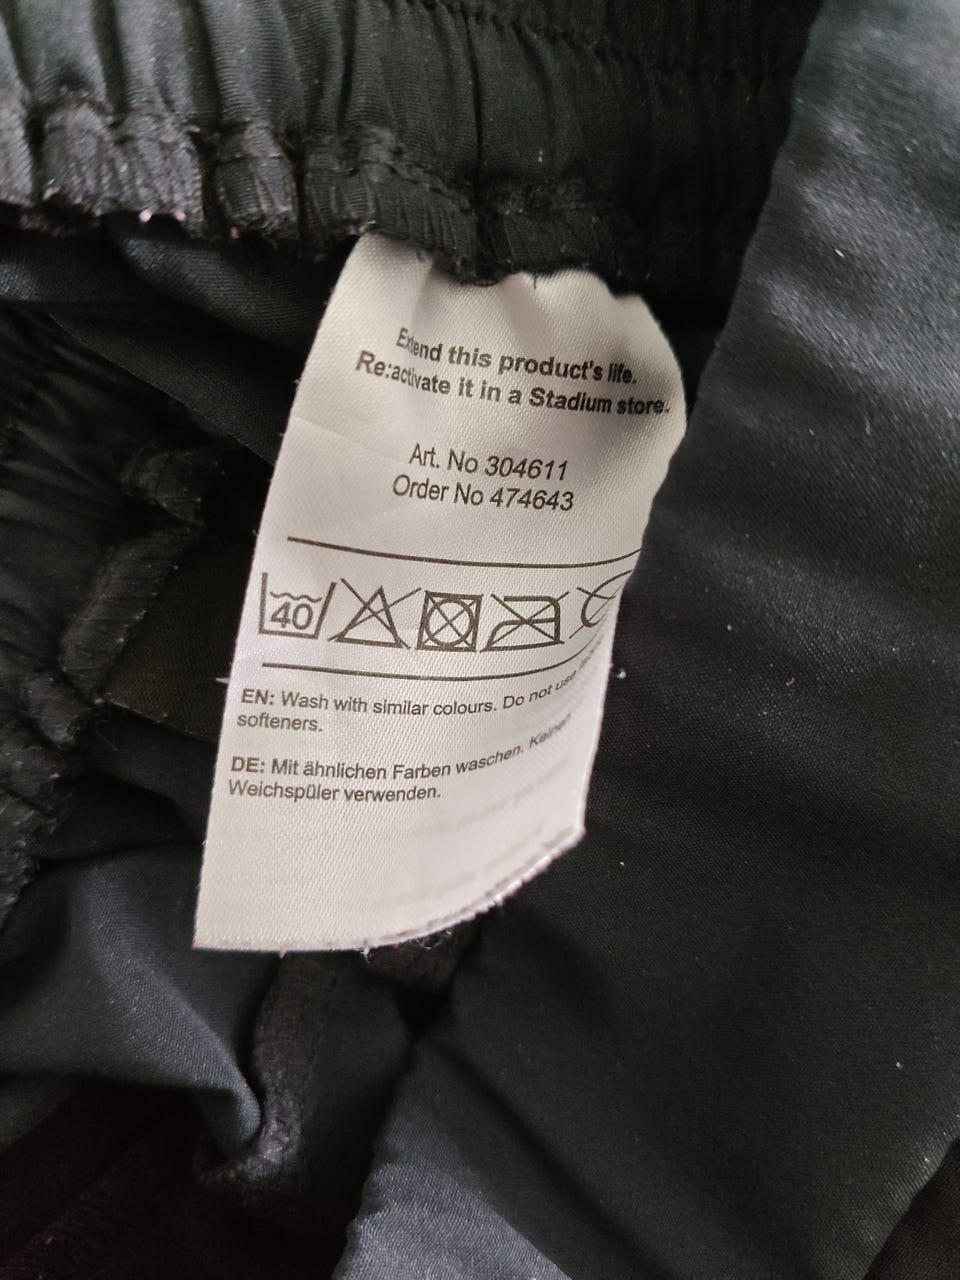 Extend this product's life.
Re:activate it in a Stadium store.
Art. No 304611
Order No 474643
40
EN: Wash with similar colours. Do not use
softeners.
DE: Mit ähnlichen Farben waschen. Keinen
Weichspüler verwenden.